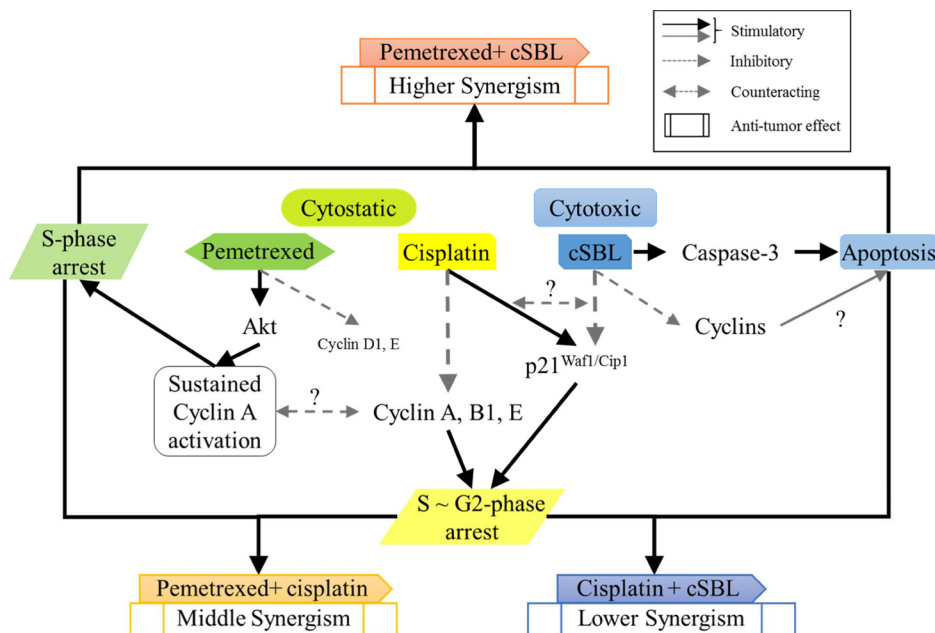 Pemetrexed+ cSBL
Higher Synergism
Stimulatory
Inhibitory
Counteracting
Anti-tumor effect
Cytostatic
Cytotoxic
S-phase
arrest
Pemetrexed
Cisplatin
cSBL
Caspase-3
Apoptosis
?
Akt
Cyclin D1, E
Cyclins
?
p21Waf1/Cip1
Sustained
Cyclin A
activation
?
Cyclin A, B1, E
S ~ G2-phase
arrest
Pemetrexed+ cisplatin
Middle Synergism
Cisplatin + cSBL
Lower Synergism